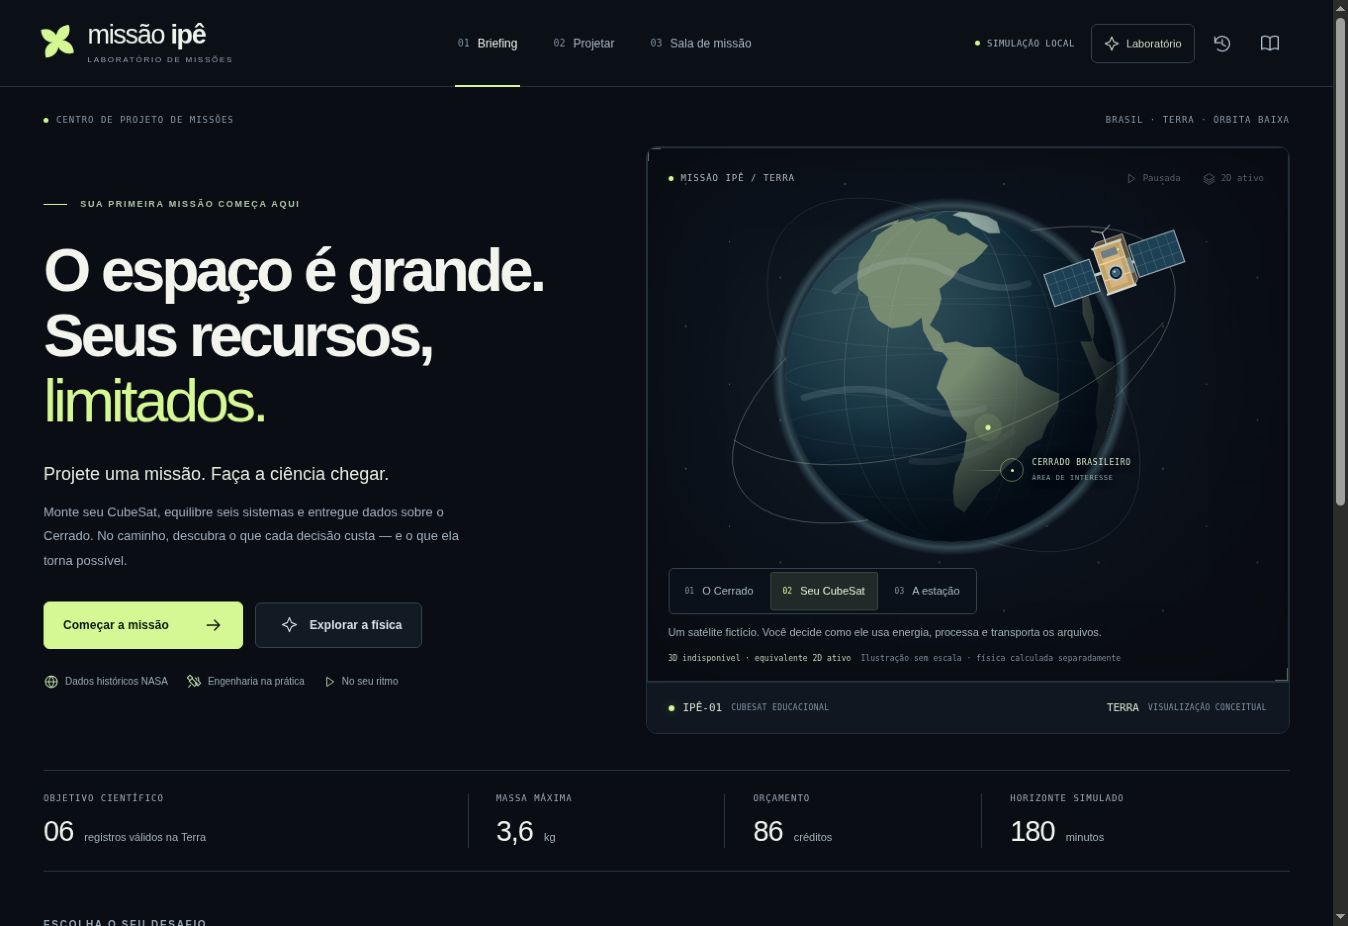 missão ipê
LABORATÓRIO DE MISSÕES
01 Briefing
02 Projetar
03 Sala de missão
SIMULAÇÃO LOCAL
Laboratório
CENTRO DE PROJETO DE MISSÕES
BRASIL · TERRA · ÓRBITA BAIXA
SUA PRIMEIRA MISSÃO COMEÇA AQUI
O espaço é grande.
Seus recursos,
limitados.
Projete uma missão. Faça a ciência chegar.
Monte seu CubeSat, equilibre seis sistemas e entregue dados sobre o
Cerrado. No caminho, descubra o que cada decisão custa — e o que ela
torna possível.
Começar a missão
Explorar a física
Dados históricos NASA
Engenharia na prática
No seu ritmo
MISSÃO IPÊ / TERRA
Pausada
2D ativo
CERRADO BRASILEIRO
ÁREA DE INTERESSE
01 O Cerrado
02 Seu CubeSat
03 A estação
Um satélite fictício. Você decide como ele usa energia, processa e transporta os arquivos.
3D indisponível · equivalente 2D ativo Ilustração sem escala · física calculada separadamente
IPÊ-01 CUBESAT EDUCACIONAL
TERRA VISUALIZAÇÃO CONCEITUAL
OBJETIVO CIENTÍFICO
06 registros válidos na Terra
MASSA MÁXIMA
3,6 kg
ORÇAMENTO
86 créditos
HORIZONTE SIMULADO
180 minutos
ESCOLHA O SEU DESAFIO